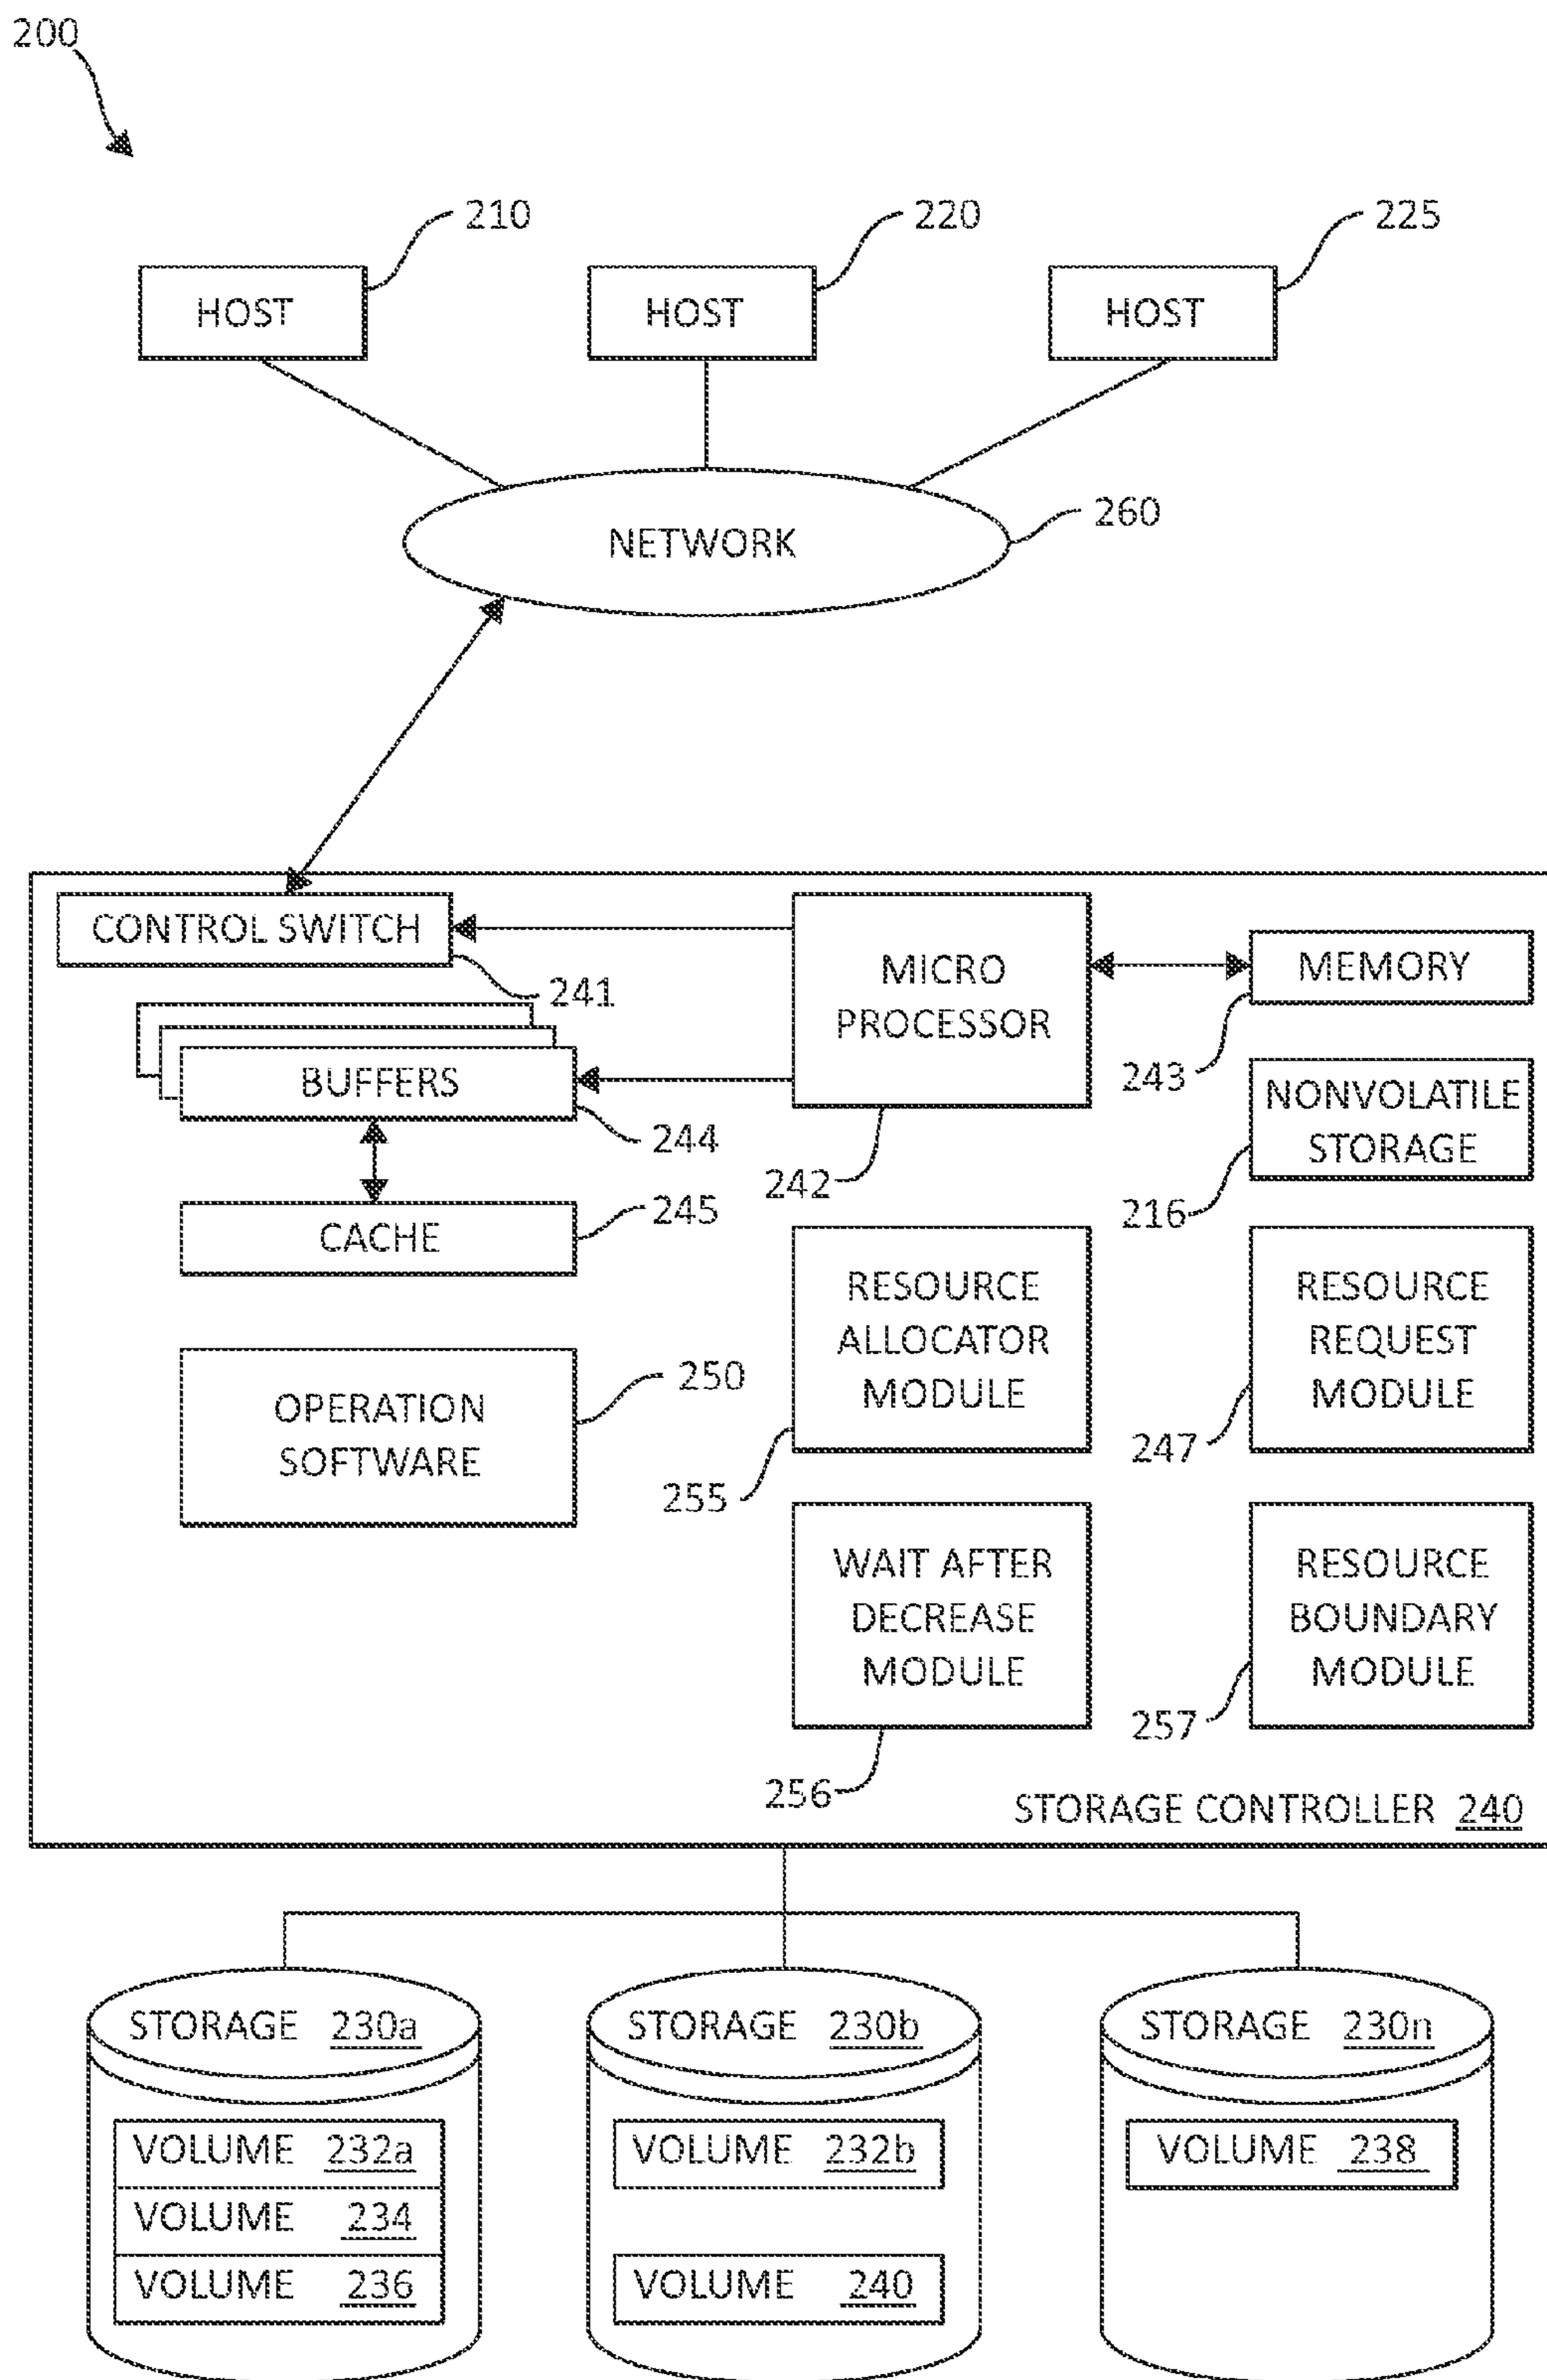 200
210
220
225
HOST
HOST
HOST
NETWORK
260
CONTROL SWITCH
241
MICRO
PROCESSOR
242
MEMORY
243
BUFFERS
244
NONVOLATILE
STORAGE
216
CACHE
245
RESOURCE
ALLOCATOR
MODULE
255
RESOURCE
REQUEST
MODULE
247
OPERATION
SOFTWARE
250
WAIT AFTER
DECREASE
MODULE
256
RESOURCE
BOUNDARY
MODULE
257
STORAGE CONTROLLER 240
STORAGE 230a
VOLUME 232a
VOLUME 234
VOLUME 236
STORAGE 230b
VOLUME 232b
VOLUME 240
STORAGE 230n
VOLUME 238